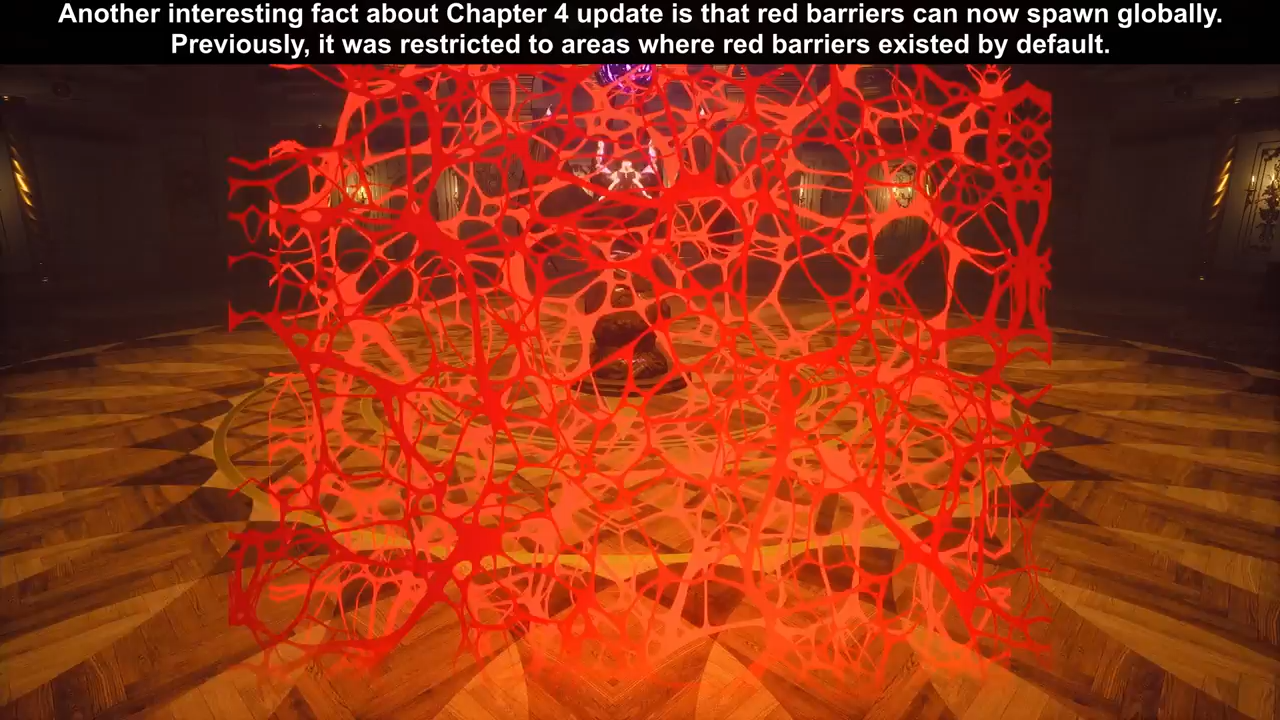 Another interesting fact about Chapter 4 update is that red barriers can now spawn globally.
Previously, it was restricted to areas where red barriers existed by default.